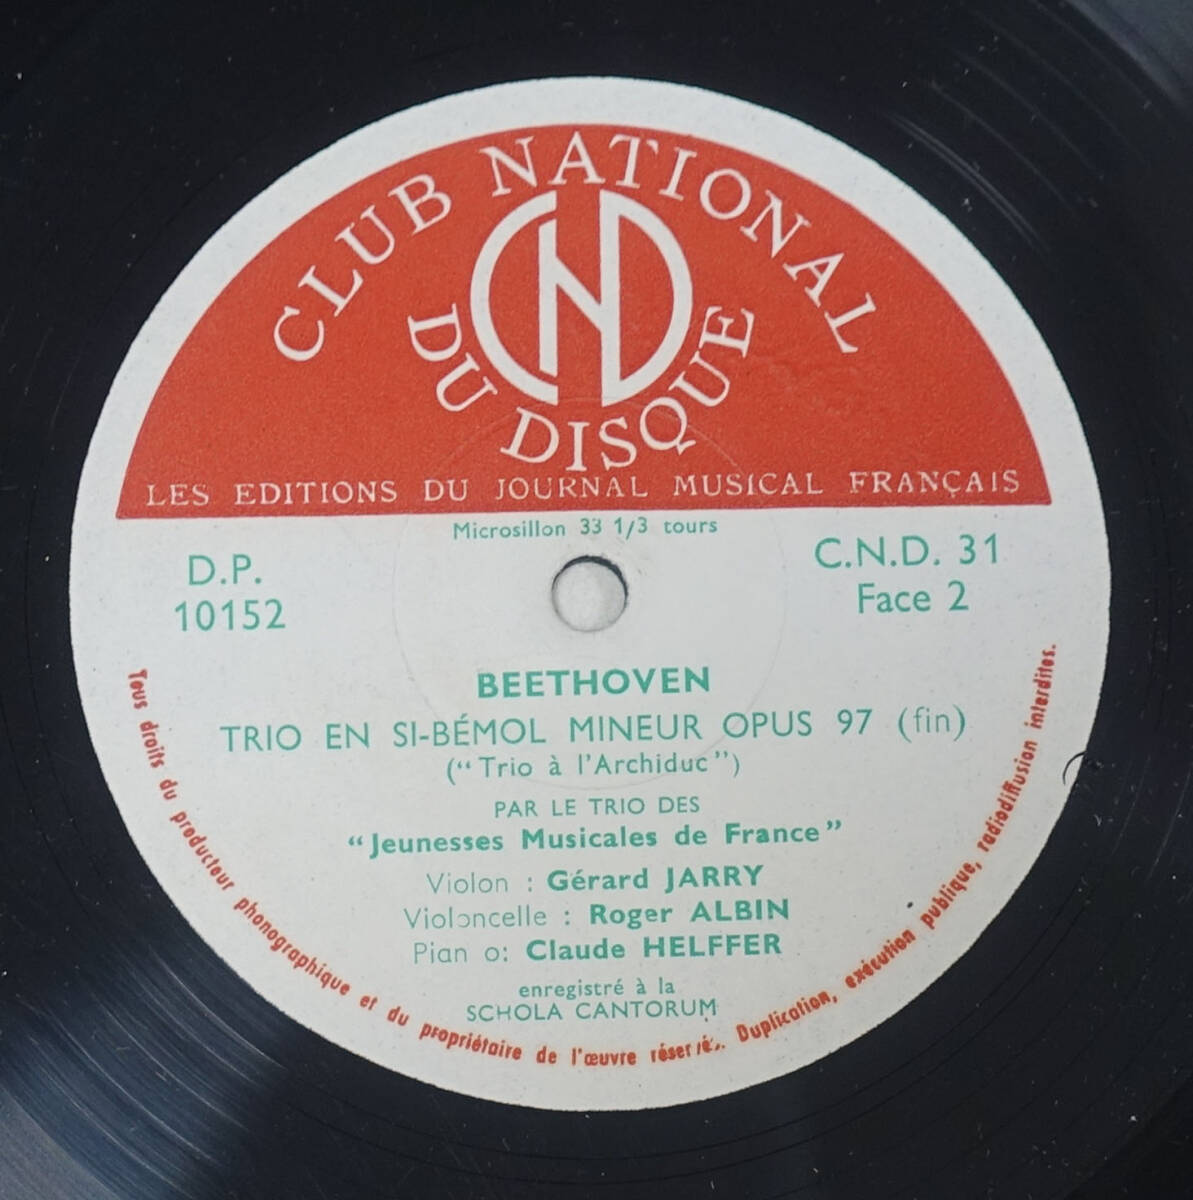 CLUB NATIONAL
CND
DU DISQUE
LES EDITIONS DU JOURNAL MUSICAL FRANÇAIS
Microsillon 33 1/3 tours
D.P.
10152
C.N.D. 31
Face 2
BEETHOVEN
TRIO EN SI-BÉMOL MINEUR OPUS 97 (fin)
("Trio à l'Archiduc")
PAR LE TRIO DES
"Jeunesses Musicales de France"
Violon : Gérard JARRY
Violoncelle : Roger ALBIN
Pian o: Claude HELFFER
enregistré à la
SCHOLA CANTORUM
Tous droits du producteur phonographique et du propriétaire de l'œuvre réservés. Duplication, exécution publique, radiodiffusion interdites.